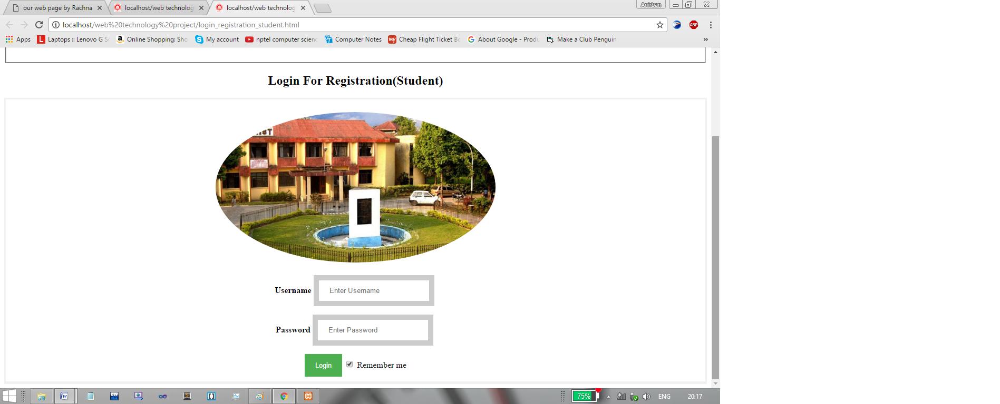 our web page by Rachna
localhost/web technolog
localhost/web technolog
Anirban
localhost/web%20technology%20project/login_registration_student.html
ABP
Apps
L Laptops :: Lenovo G S
a Online Shopping: Sho
S My account
nptel computer scienc
Computer Notes
my Cheap Flight Ticket Bo
G About Google - Produ
Make a Club Penguin
»
Login For Registration(Student)
IST
Username
Enter Username
Password
Enter Password
Login
Remember me
75%
ENG
20:17